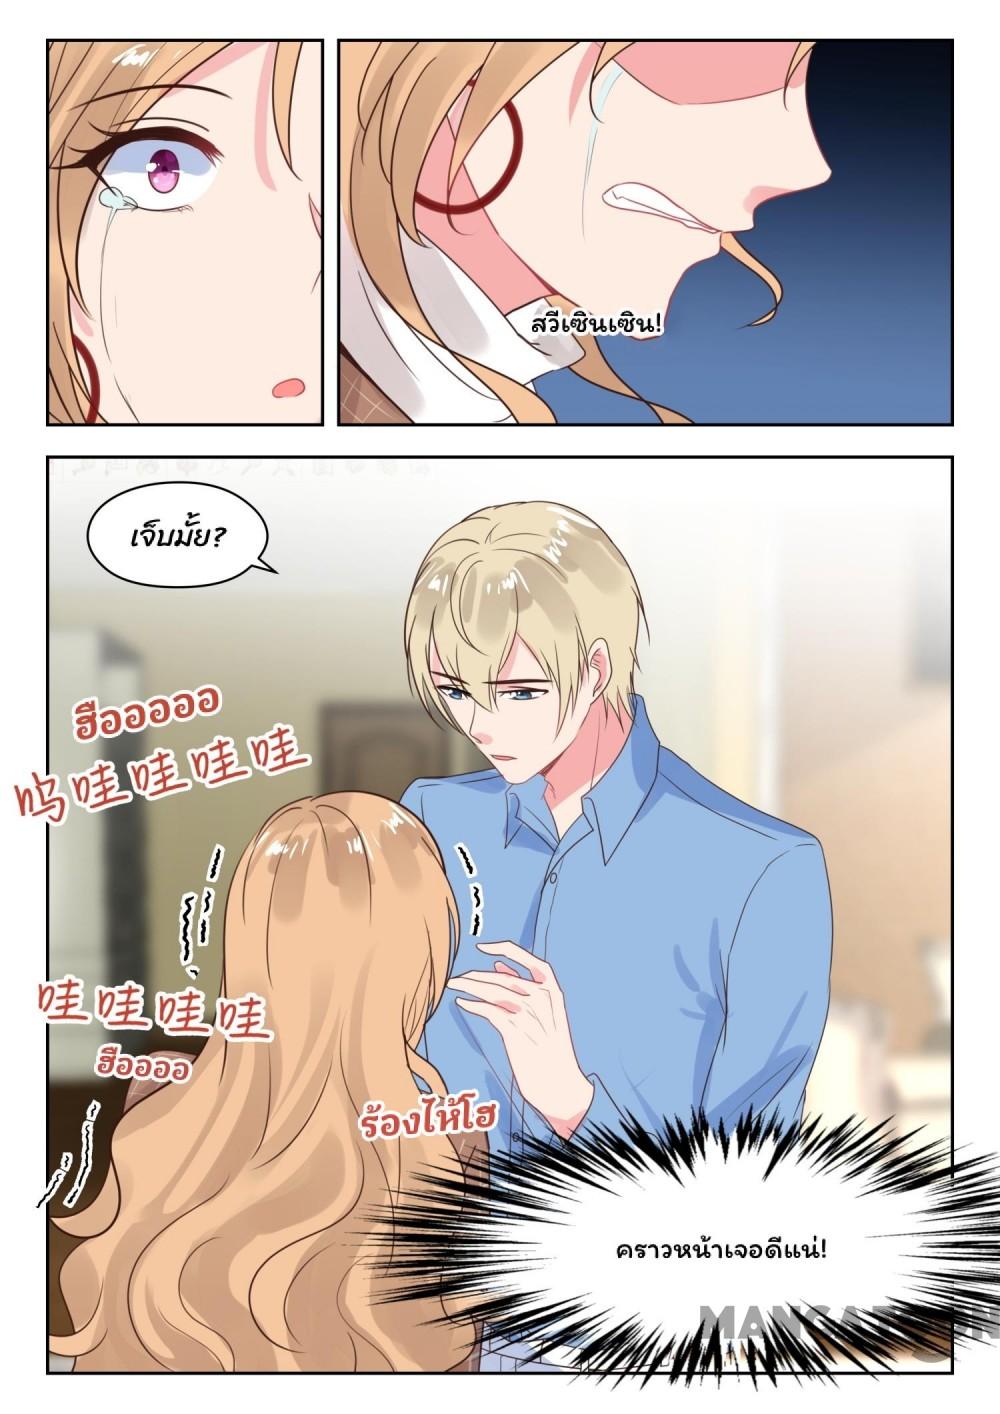 สวีเซินเซิน!
เจ็บมั้ย?
ฮือออออ
呜哇哇哇哇
哇哇哇哇
ฮืออออ
ร้องไห้โฮ
คราวหน้าเจอดีแน่!
MANGATOON